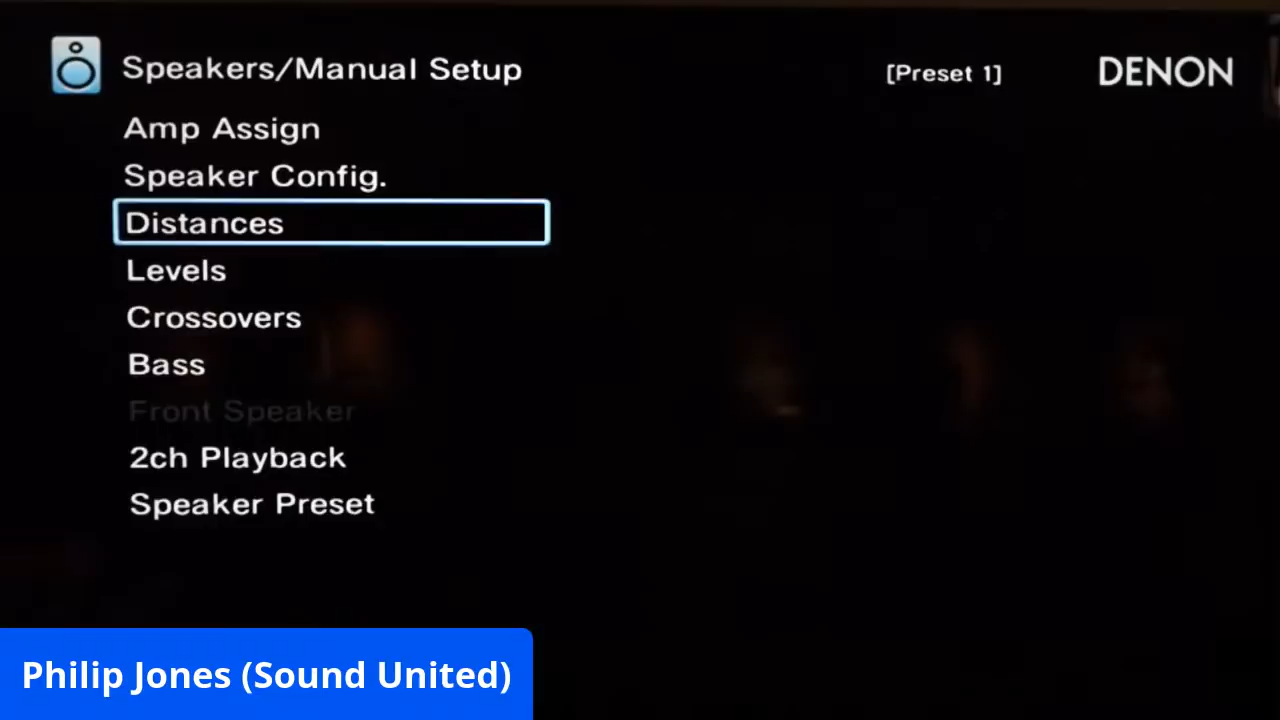 Speakers/Manual Setup
[Preset 1]
DENON
Amp Assign
Speaker Config.
Distances
Levels
Crossovers
Bass
Front Speaker
2ch Playback
Speaker Preset
Philip Jones (Sound United)